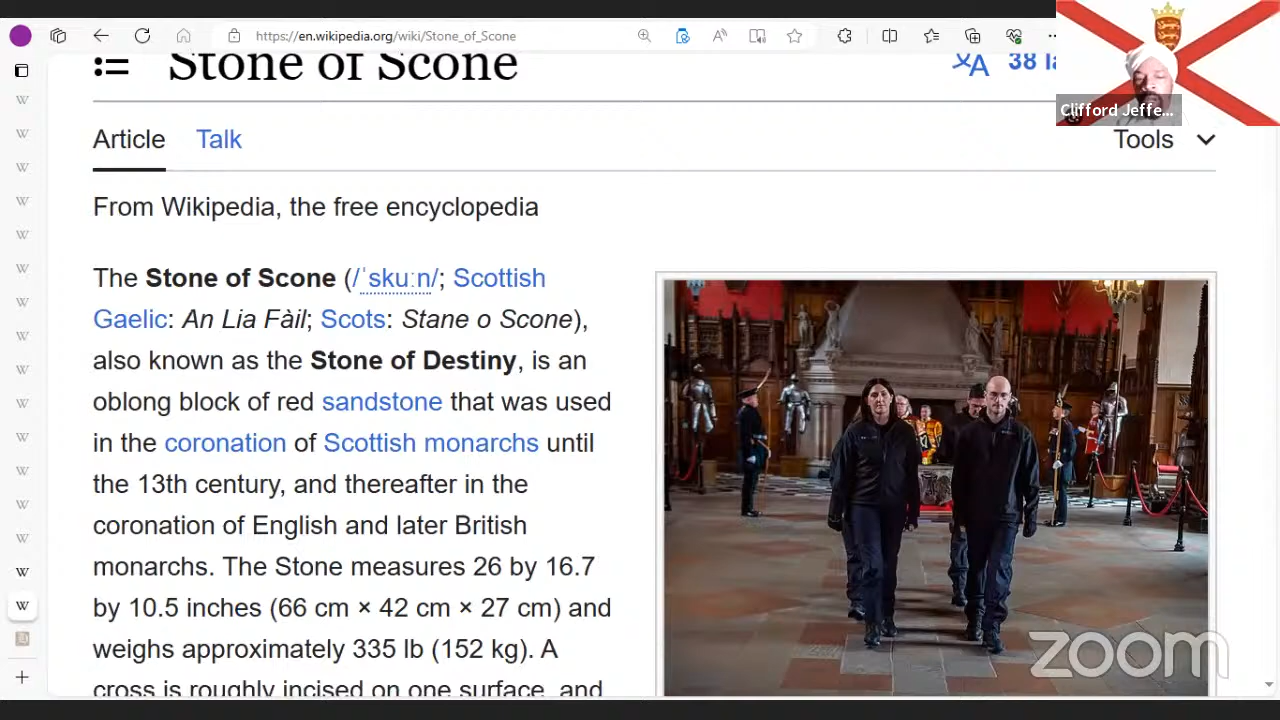 https://en.wikipedia.org/wiki/Stone_of_Scone
Stone of Scone
38 la
Clifford Jeffe...
Article
Talk
Tools
From Wikipedia, the free encyclopedia
The Stone of Scone (/ˈskuːn/; Scottish
Gaelic: An Lia Fàil; Scots: Stane o Scone),
also known as the Stone of Destiny, is an
oblong block of red sandstone that was used
in the coronation of Scottish monarchs until
the 13th century, and thereafter in the
coronation of English and later British
monarchs. The Stone measures 26 by 16.7
by 10.5 inches (66 cm × 42 cm × 27 cm) and
weighs approximately 335 lb (152 kg). A
cross is roughly incised on one surface, and
zoom